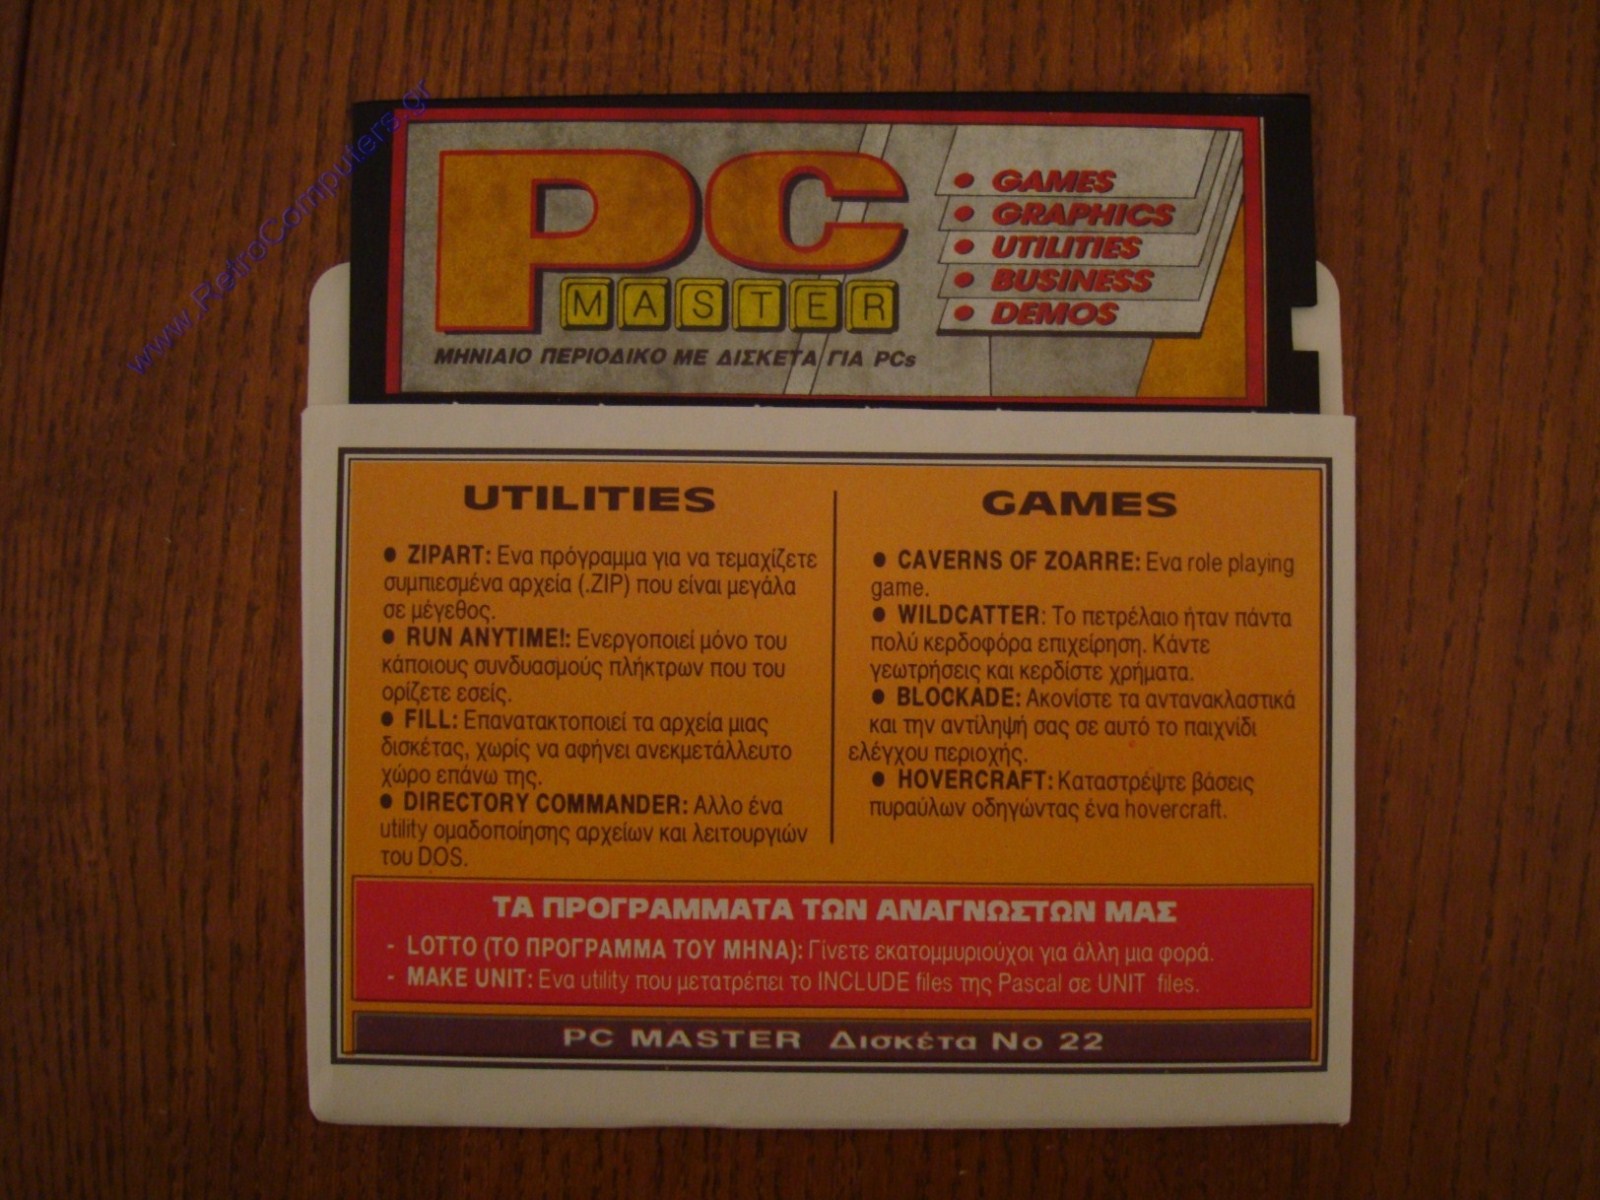 www.RetroComputers.gr
PC
MASTER
ΜΗΝΙΑΙΟ ΠΕΡΙΟΔΙΚΟ ΜΕ ΔΙΣΚΕΤΑ ΓΙΑ PCs
● GAMES
● GRAPHICS
● UTILITIES
● BUSINESS
● DEMOS
UTILITIES
● ZIPART: Ενα πρόγραμμα για να τεμαχίζετε
συμπιεσμένα αρχεία (.ZIP) που είναι μεγάλα
σε μέγεθος.
● RUN ANYTIME!: Ενεργοποιεί μόνο του
κάποιους συνδυασμούς πλήκτρων που του
ορίζετε εσείς.
● FILL: Επανατακτοποιεί τα αρχεία μιας
δισκέτας, χωρίς να αφήνει ανεκμετάλλευτο
χώρο επάνω της.
● DIRECTORY COMMANDER: Αλλο ένα
utility ομαδοποίησης αρχείων και λειτουργιών
του DOS.
GAMES
● CAVERNS OF ZOARRE: Ενα role playing
game.
● WILDCATTER: Το πετρέλαιο ήταν πάντα
πολύ κερδοφόρα επιχείρηση. Κάντε
γεωτρήσεις και κερδίστε χρήματα.
● BLOCKADE: Ακονίστε τα αντανακλαστικά
και την αντίληψή σας σε αυτό το παιχνίδι
ελέγχου περιοχής.
● HOVERCRAFT: Καταστρέψτε βάσεις
πυραύλων οδηγώντας ένα hovercraft.
ΤΑ ΠΡΟΓΡΑΜΜΑΤΑ ΤΩΝ ΑΝΑΓΝΩΣΤΩΝ ΜΑΣ
- LOTTO (ΤΟ ΠΡΟΓΡΑΜΜΑ ΤΟΥ ΜΗΝΑ): Γίνετε εκατομμυριούχοι για άλλη μια φορά.
- MAKE UNIT: Ενα utility που μετατρέπει το INCLUDE files της Pascal σε UNIT files.
PC MASTER Δισκέτα Νο 22